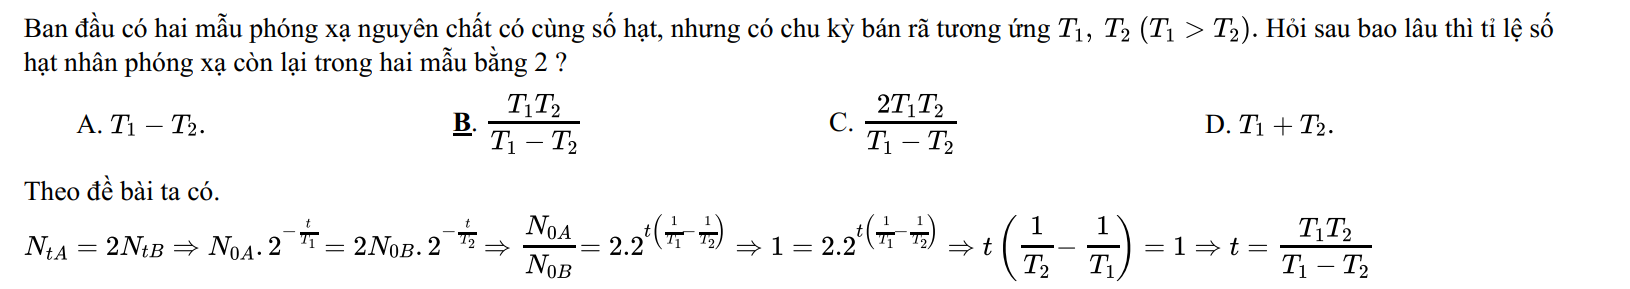 Ban đầu có hai mẫu phóng xạ nguyên chất có cùng số hạt, nhưng có chu kỳ bán rã tương ứng $T_1$, $T_2$ $(T_1 > T_2)$. Hỏi sau bao lâu thì tỉ lệ số
hạt nhân phóng xạ còn lại trong hai mẫu bằng 2 ?
A. $T_1 - T_2$. B. $\frac{T_1T_2}{T_1 - T_2}$ C. $\frac{2T_1T_2}{T_1 - T_2}$ D. $T_1 + T_2$.
Theo đề bài ta có.
$N_{tA} = 2N_{tB} \Rightarrow N_{0A}.2^{-\frac{t}{T_1}} = 2N_{0B}.2^{-\frac{t}{T_2}} \Rightarrow \frac{N_{0A}}{N_{0B}} = 2.2^{t\left(\frac{1}{T_1} - \frac{1}{T_2}\right)} \Rightarrow 1 = 2.2^{t\left(\frac{1}{T_1} - \frac{1}{T_2}\right)} \Rightarrow t\left(\frac{1}{T_2} - \frac{1}{T_1}\right) = 1 \Rightarrow t = \frac{T_1T_2}{T_1 - T_2}$